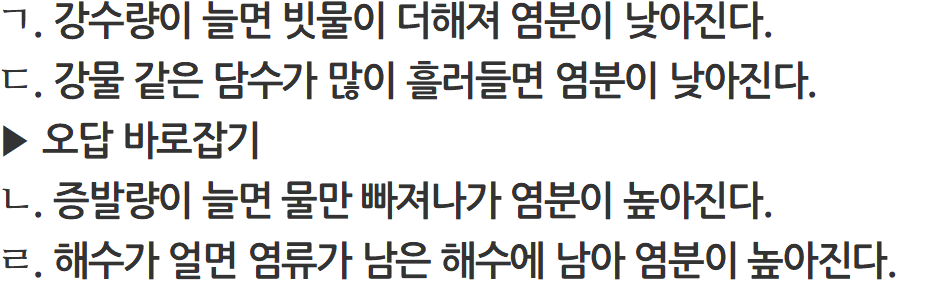 ㄱ. 강수량이 늘면 빗물이 더해져 염분이 낮아진다.
ㄷ. 강물 같은 담수가 많이 흘러들면 염분이 낮아진다.
▶ 오답 바로잡기
ㄴ. 증발량이 늘면 물만 빠져나가 염분이 높아진다.
ㄹ. 해수가 얼면 염류가 남은 해수에 남아 염분이 높아진다.